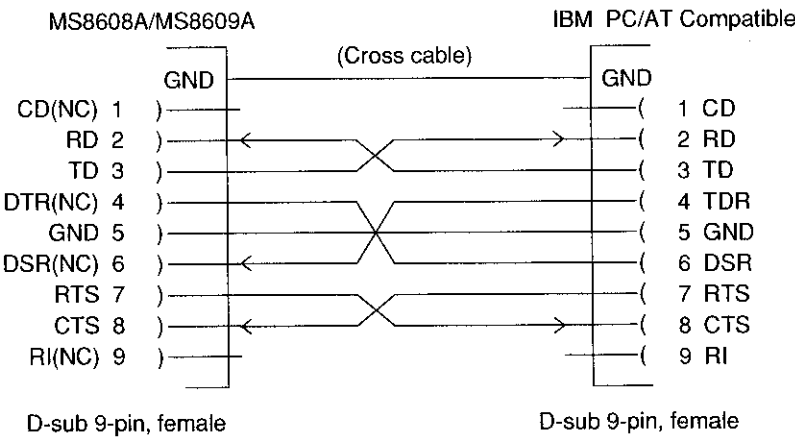 MS8608A/MS8609A IBM PC/AT Compatible
(Cross cable)
GND GND
CD(NC) 1 1 CD
RD 2 2 RD
TD 3 3 TD
DTR(NC) 4 4 TDR
GND 5 5 GND
DSR(NC) 6 6 DSR
RTS 7 7 RTS
CTS 8 8 CTS
RI(NC) 9 9 RI
D-sub 9-pin, female D-sub 9-pin, female